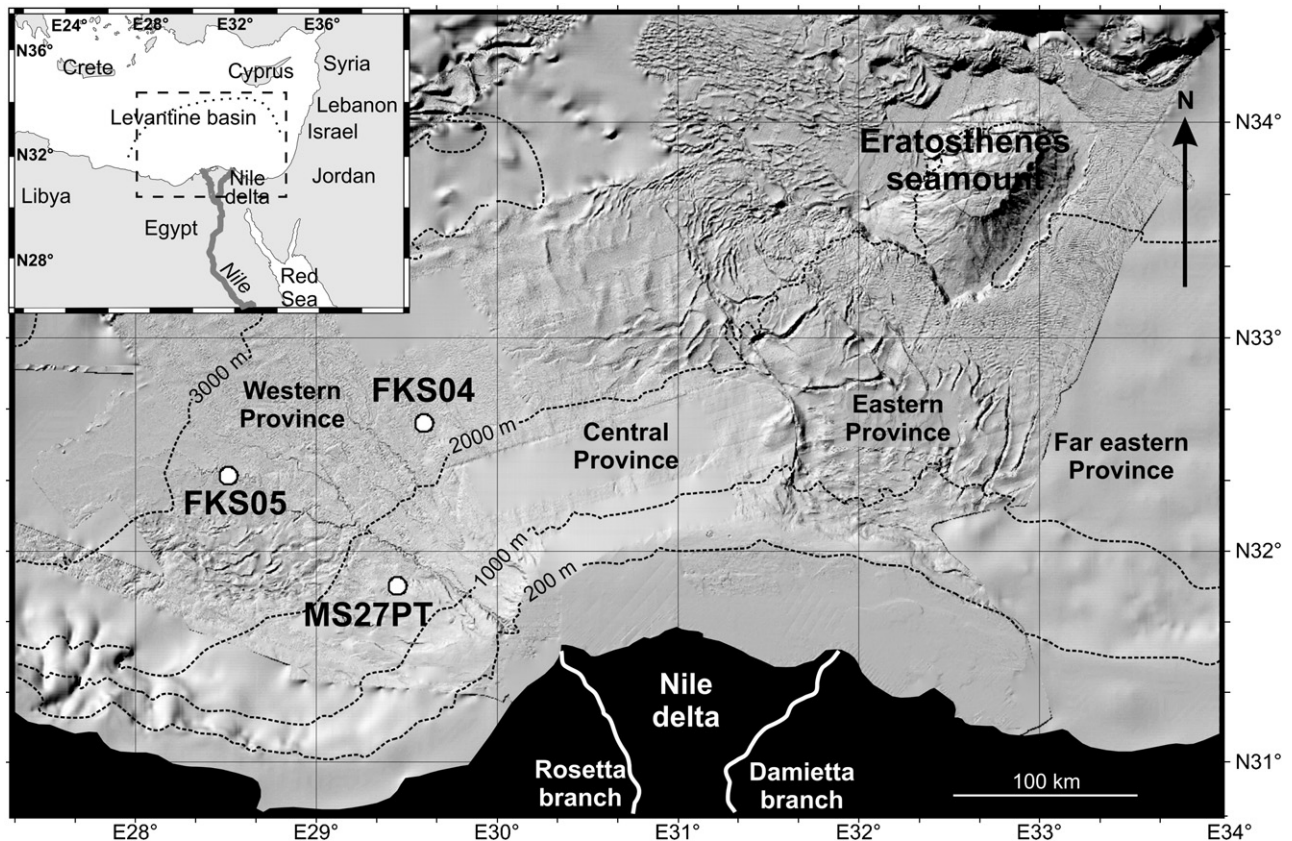 E24° E28° E32° E36°
N36°
Crete
Cyprus
Syria
Lebanon
Levantine basin
Israel
N32°
Nile
delta
Jordan
Libya
Egypt
N28°
Nile
Red
Sea
N
N34°
Eratosthenes
seamount
N33°
3000 m
Western
Province
FKS04
2000 m
Central
Province
Eastern
Province
Far eastern
Province
FKS05
N32°
1000 m
200 m
MS27PT
Nile
delta
N31°
Rosetta
branch
Damietta
branch
100 km
E28° E29° E30° E31° E32° E33° E34°